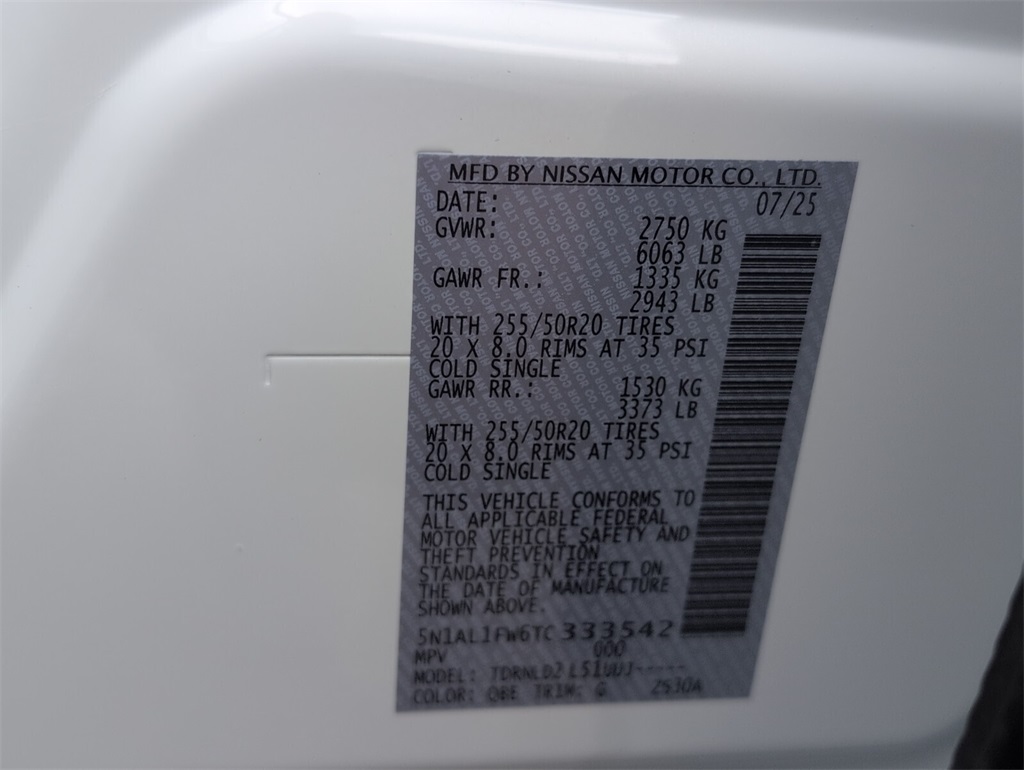 MFD BY NISSAN MOTOR CO., LTD.
DATE: 07/25
GVWR: 2750 KG
6063 LB
GAWR FR.: 1335 KG
2943 LB
WITH 255/50R20 TIRES
20 X 8.0 RIMS AT 35 PSI
COLD SINGLE
GAWR RR.: 1530 KG
3373 LB
WITH 255/50R20 TIRES
20 X 8.0 RIMS AT 35 PSI
COLD SINGLE
THIS VEHICLE CONFORMS TO
ALL APPLICABLE FEDERAL
MOTOR VEHICLE SAFETY AND
THEFT PREVENTION
STANDARDS IN EFFECT ON
THE DATE OF MANUFACTURE
SHOWN ABOVE.
5N1AL1FW6TC 333542
MPV 000
MODEL:
COLOR: QBE TRIM: G